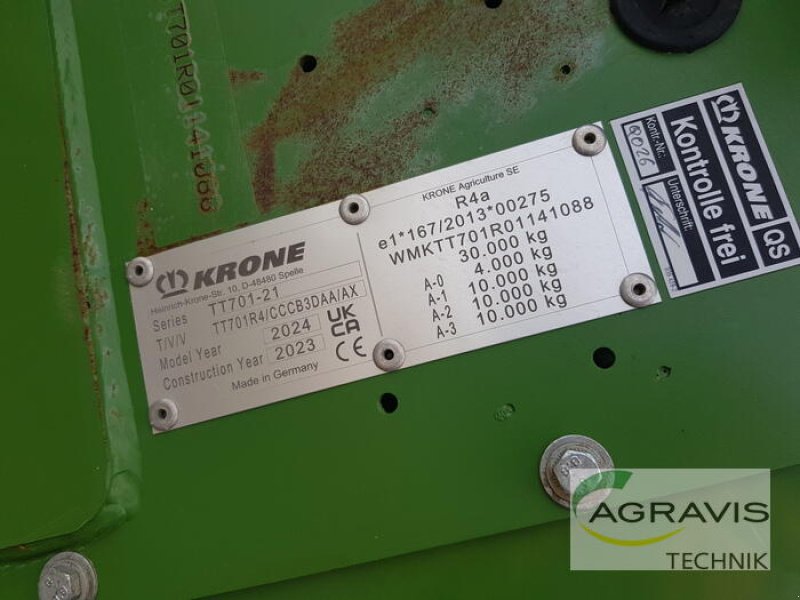 TT701R01141088
KRONE
Heinrich-Krone-Str. 10, D-48480 Spelle
Series TT701-21
T/V/V TT701R4/CCCB3DAA/AX
Model Year 2024
Construction Year 2023
UK
CA
CE
Made in Germany
KRONE Agriculture SE
R4a
e1*167/2013*00275
WMKTT701R01141088
30.000 kg
A-0 4.000 kg
A-1 10.000 kg
A-2 10.000 kg
A-3 10.000 kg
KRONE QS
Kontrolle frei
Kontr.-Nr.: Q026
Unterschrift:
AGRAVIS
TECHNIK